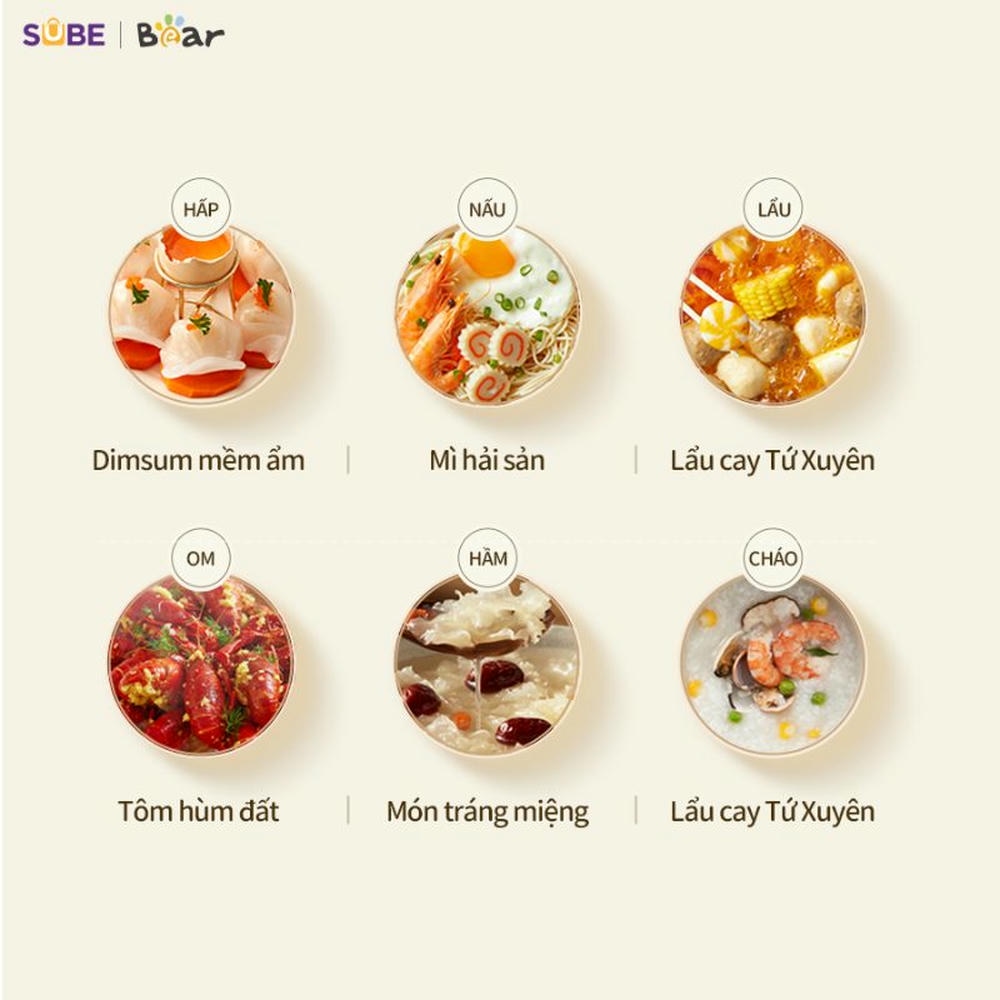 SUBE | Bear
HẤP
NẤU
LẨU
Dimsum mềm ẩm | Mì hải sản | Lẩu cay Tứ Xuyên
OM
HẦM
CHÁO
Tôm hùm đất | Món tráng miệng | Lẩu cay Tứ Xuyên